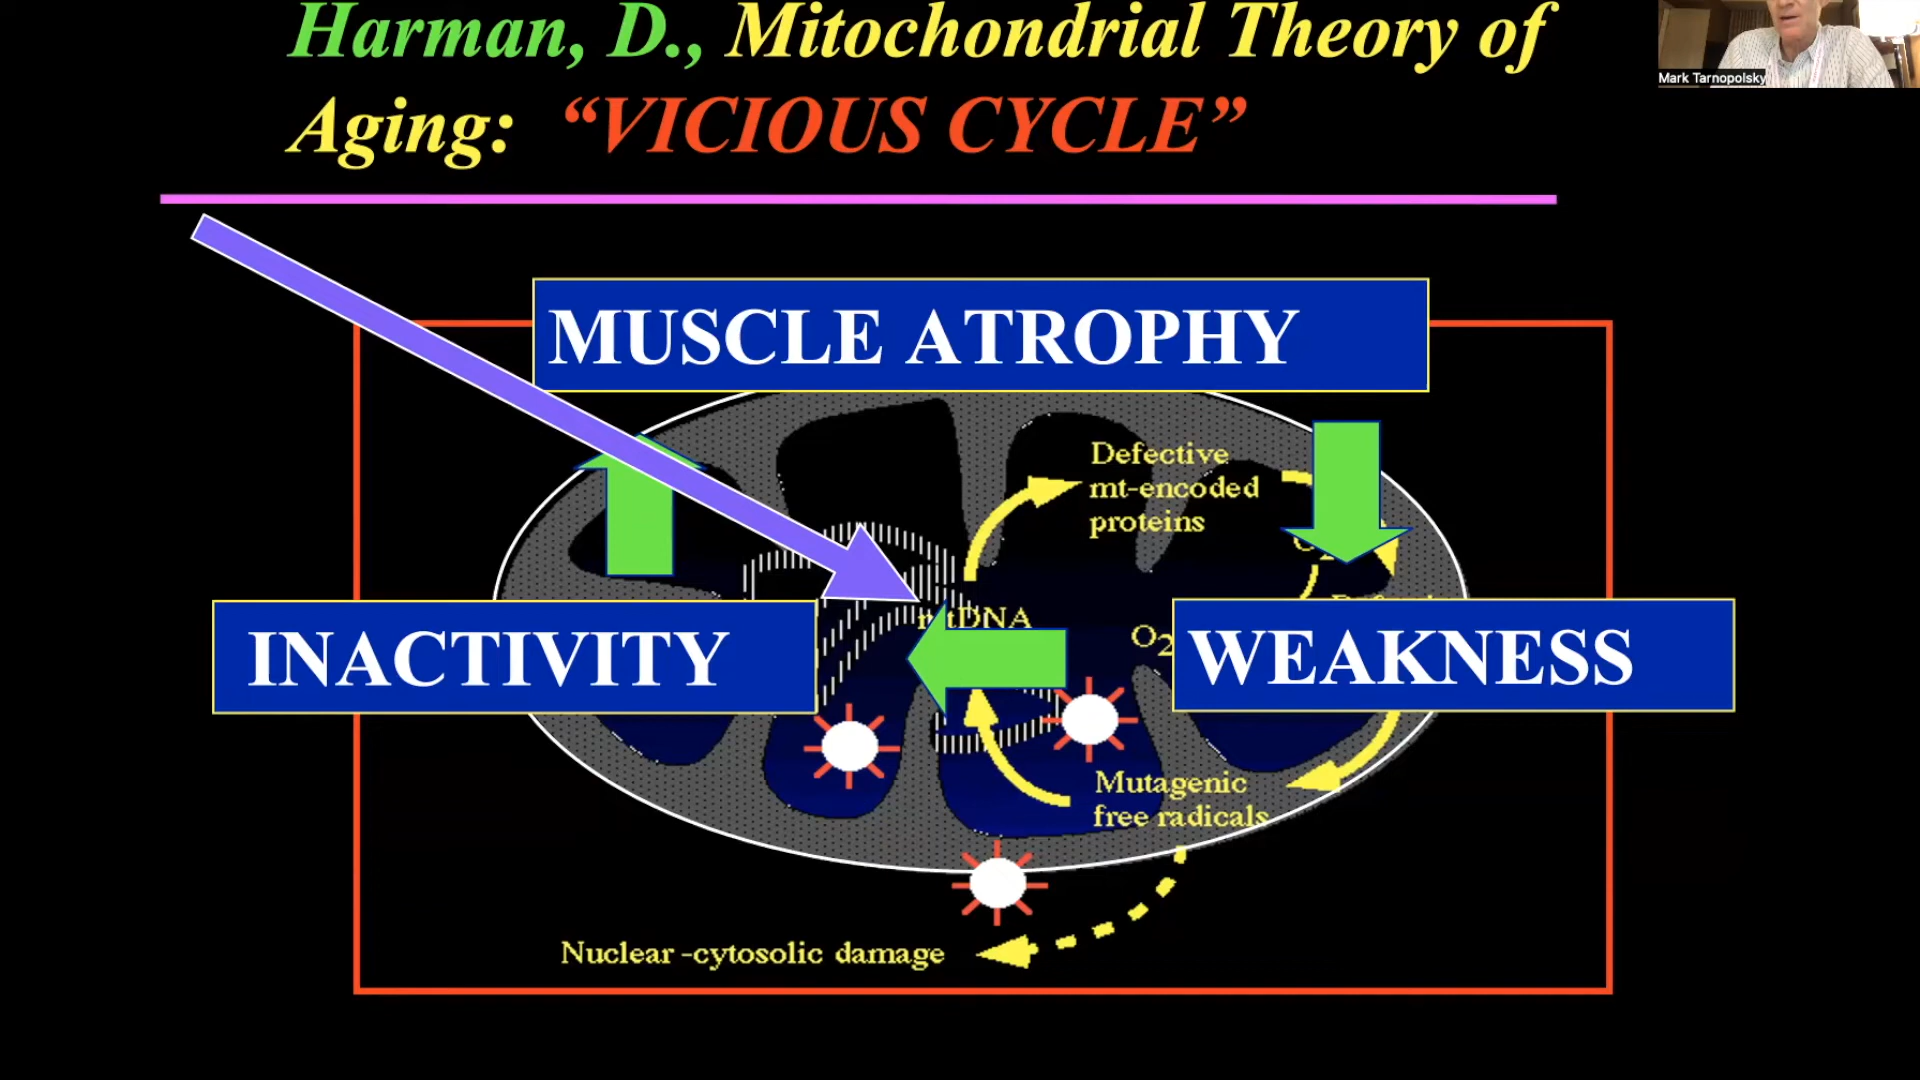 Harman, D., Mitochondrial Theory of
Aging: “VICIOUS CYCLE”
Mark Tarnopolsky
MUSCLE ATROPHY
Defective
mt-encoded
proteins
INACTIVITY
O2
WEAKNESS
Mutagenic
free radicals
Nuclear -cytosolic damage